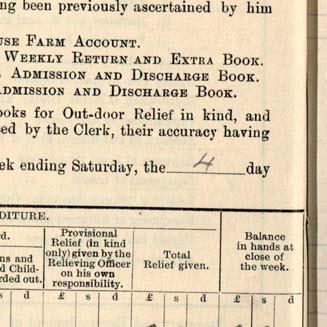 ng been previously ascertained by him
USE FARM ACCOUNT.
WEEKLY RETURN AND EXTRA BOOK.
ADMISSION AND DISCHARGE BOOK.
ADMISSION AND DISCHARGE BOOK.
ooks for Out-door Relief in kind, and
sed by the Clerk, their accuracy having
ek ending Saturday, the 4 day
DITURE.
rd.
ns and
d Child-
rded out.
Provisional
Relief (in kind
only) given by the
Relieving Officer
on his own
responsibility.
Total
Relief given.
Balance
in hands at
close of
the week.
s d £ s d £ s d £ s d